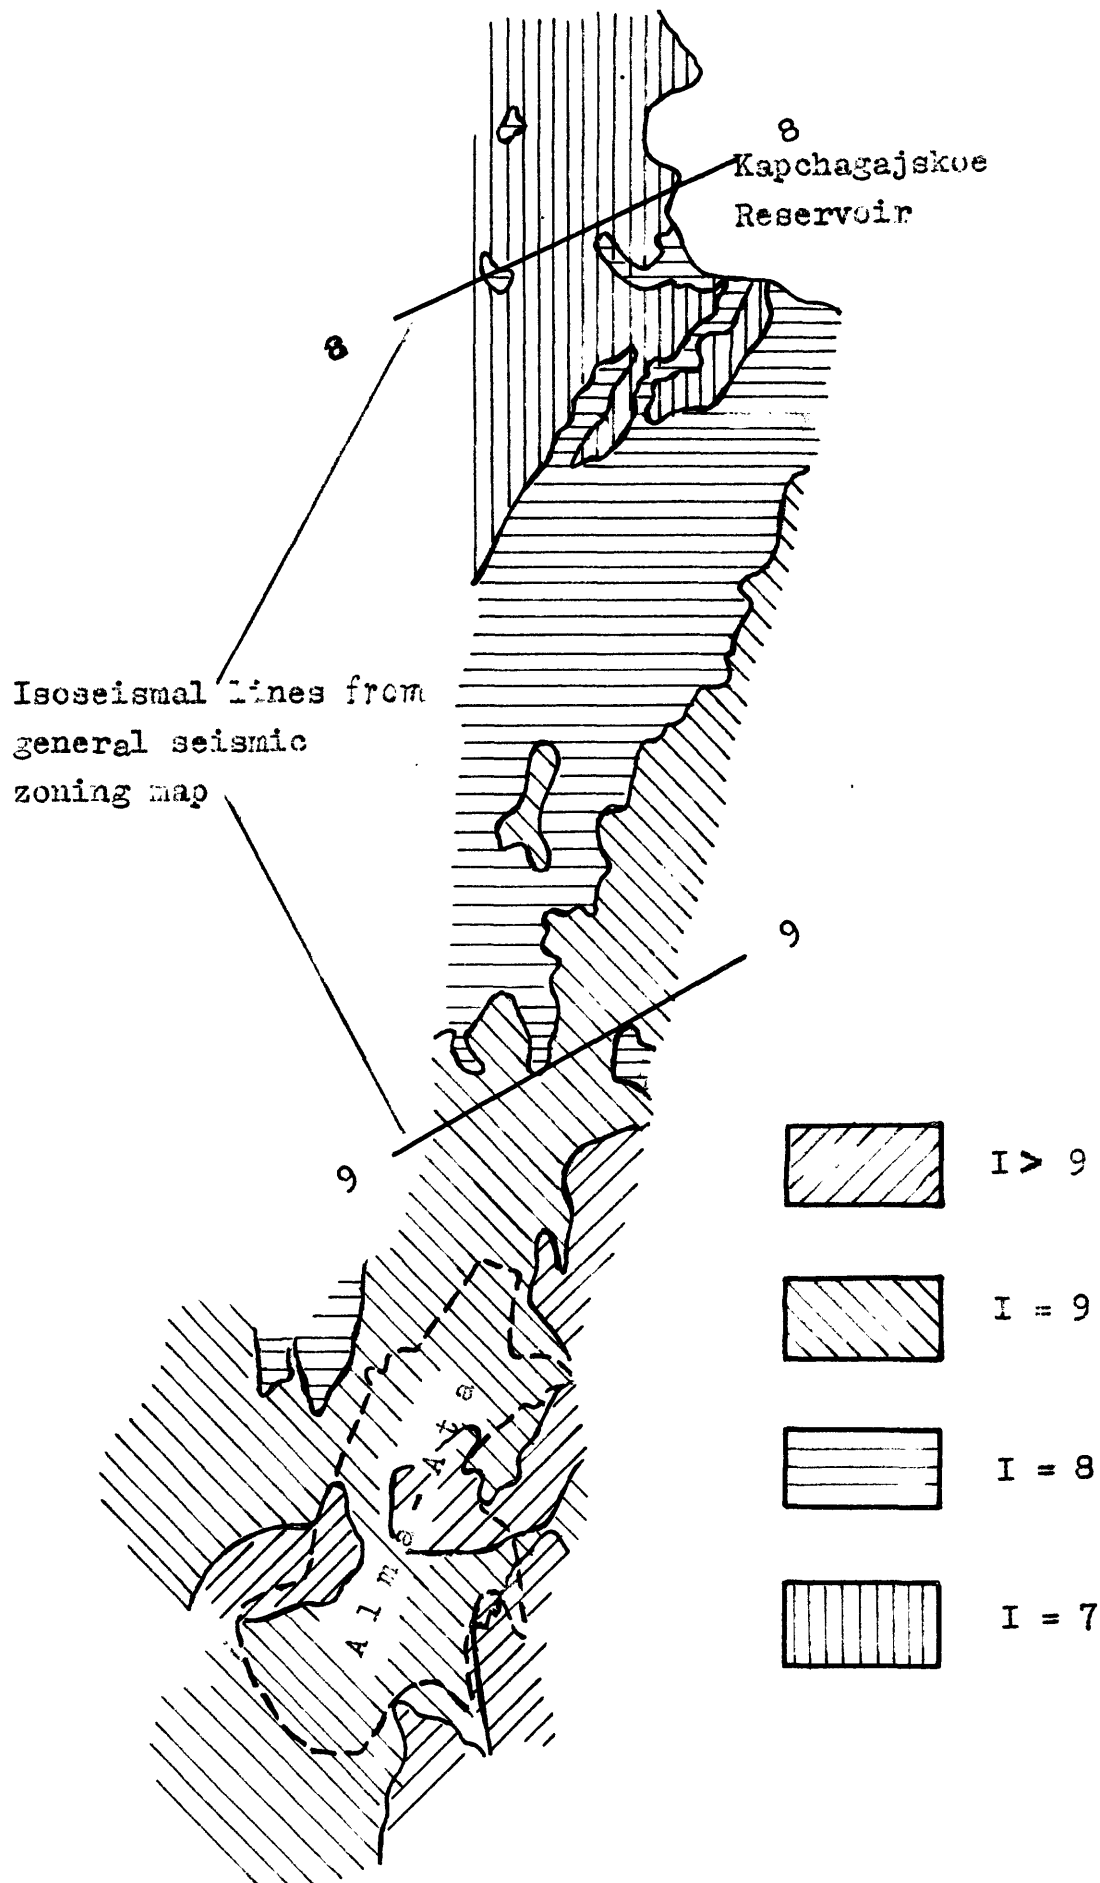 8
Kapchagajskoe
Reservoir
8
Isoseismal lines from
general seismic
zoning map
9
9
I > 9
I = 9
I = 8
I = 7
Alma-Ata